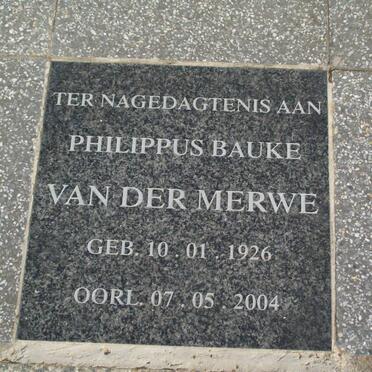 TER NAGEDAGTENIS AAN
PHILIPPUS BAUKE
VAN DER MERWE
GEB. 10 . 01 . 1926
OORL. 07 . 05 . 2004